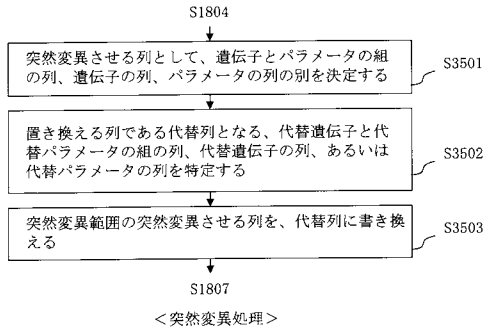 S1804
突然変異させる列として、遺伝子とパラメータの組
の列、遺伝子の列、パラメータの列の別を決定する
S3501
置き換える列である代替列となる、代替遺伝子と代
替パラメータの組の列、代替遺伝子の列、あるいは
代替パラメータの列を特定する
S3502
突然変異範囲の突然変異させる列を、代替列に書き換
える
S3503
S1807
＜突然変異処理＞